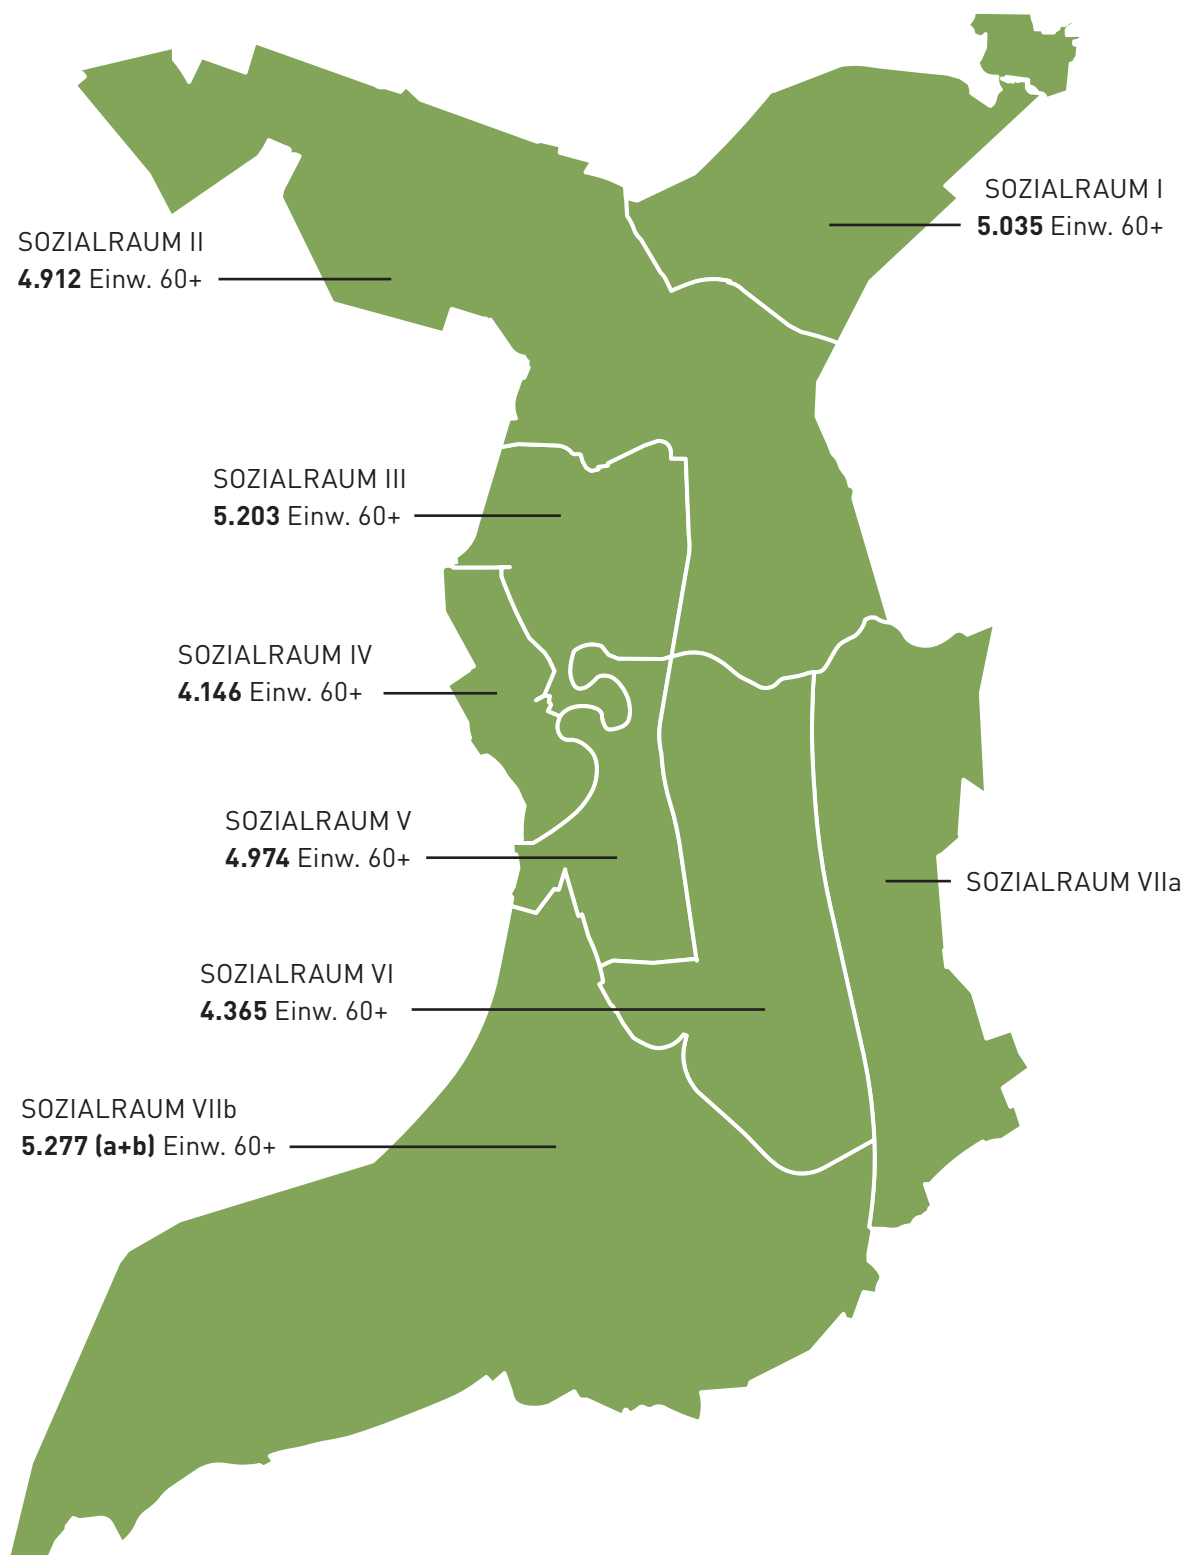 SOZIALRAUM I
5.035 Einw. 60+
SOZIALRAUM II
4.912 Einw. 60+
SOZIALRAUM III
5.203 Einw. 60+
SOZIALRAUM IV
4.146 Einw. 60+
SOZIALRAUM V
4.974 Einw. 60+
SOZIALRAUM VIIa
SOZIALRAUM VI
4.365 Einw. 60+
SOZIALRAUM VIIb
5.277 (a+b) Einw. 60+